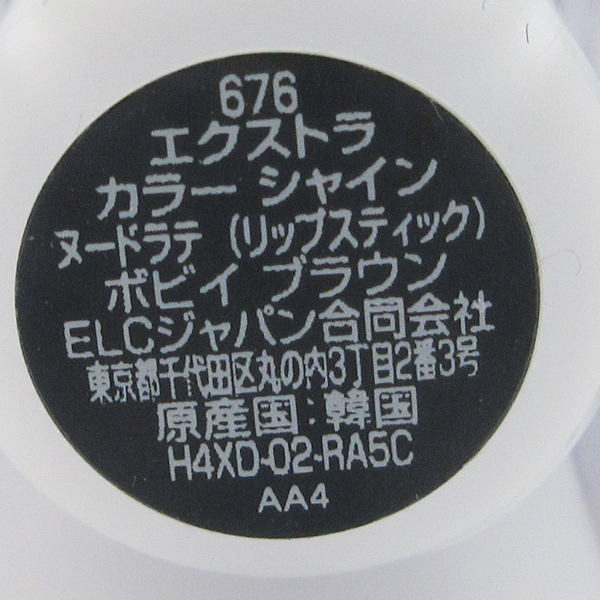 676
エクストラ
カラー シャイン
ヌードラテ (リップスティック)
ボビイ ブラウン
ELCジャパン合同会社
東京都千代田区丸の内3丁目2番3号
原産国:韓国
H4XD-02-RA5C
AA4